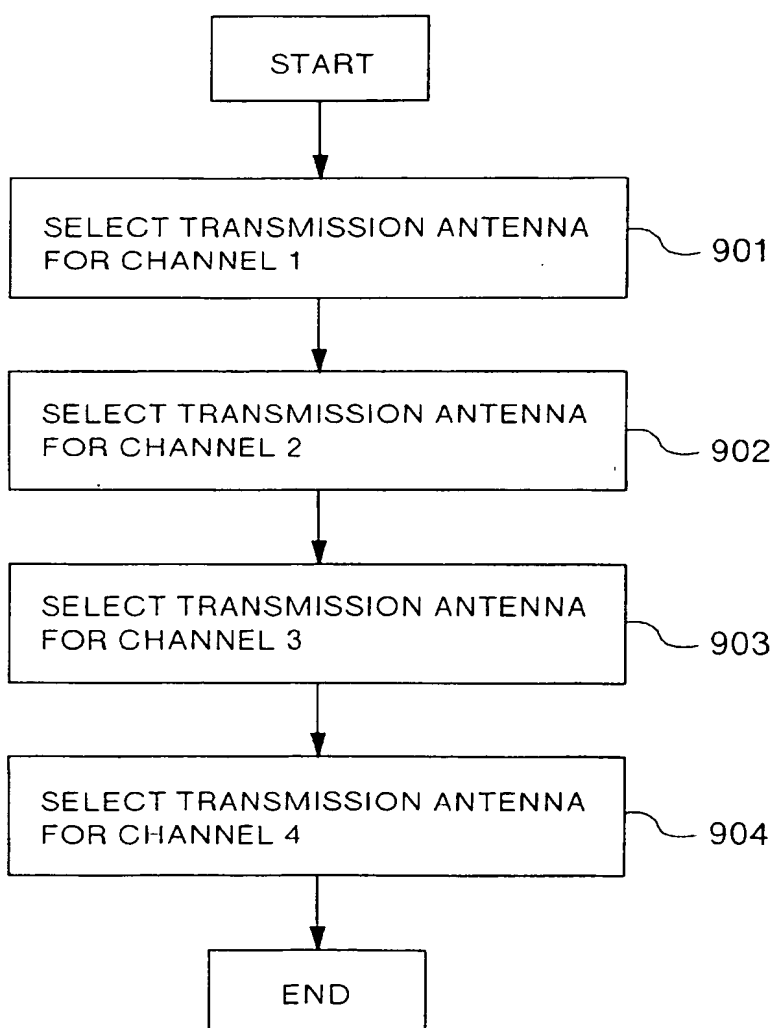 START
SELECT TRANSMISSION ANTENNA
FOR CHANNEL 1
901
SELECT TRANSMISSION ANTENNA
FOR CHANNEL 2
902
SELECT TRANSMISSION ANTENNA
FOR CHANNEL 3
903
SELECT TRANSMISSION ANTENNA
FOR CHANNEL 4
904
END